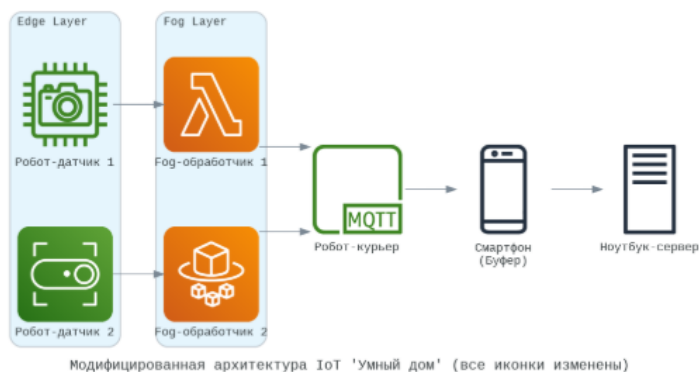 Edge Layer
Fog Layer
Робот-датчик 1
Fog-обработчик 1
MQTT
Робот-курьер
Смартфон
(Буфер)
Ноутбук-сервер
Робот-датчик 2
Fog-обработчик 2
Модифицированная архитектура IoT 'Умный дом' (все иконки изменены)